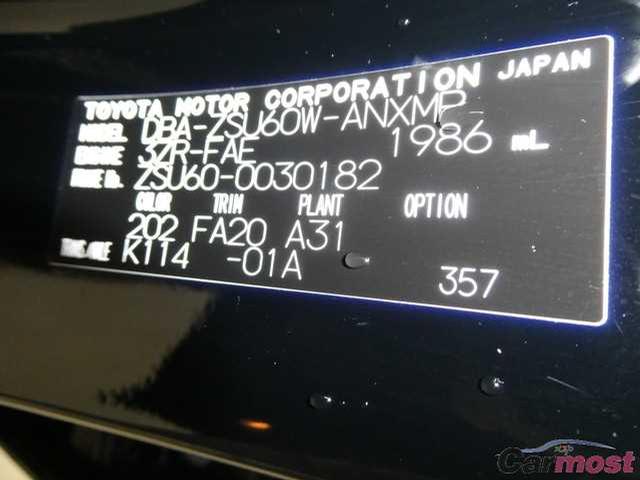 TOYOTA MOTOR CORPORATION JAPAN
MODEL DBA-ZSU60W-ANXMP
ENGINE 3ZR-FAE 1986 mL
FRAME No. ZSU60-0030182
COLOR TRIM PLANT OPTION
202 FA20 A31
TRANS./AXLE K114 -01A
357
Carmost